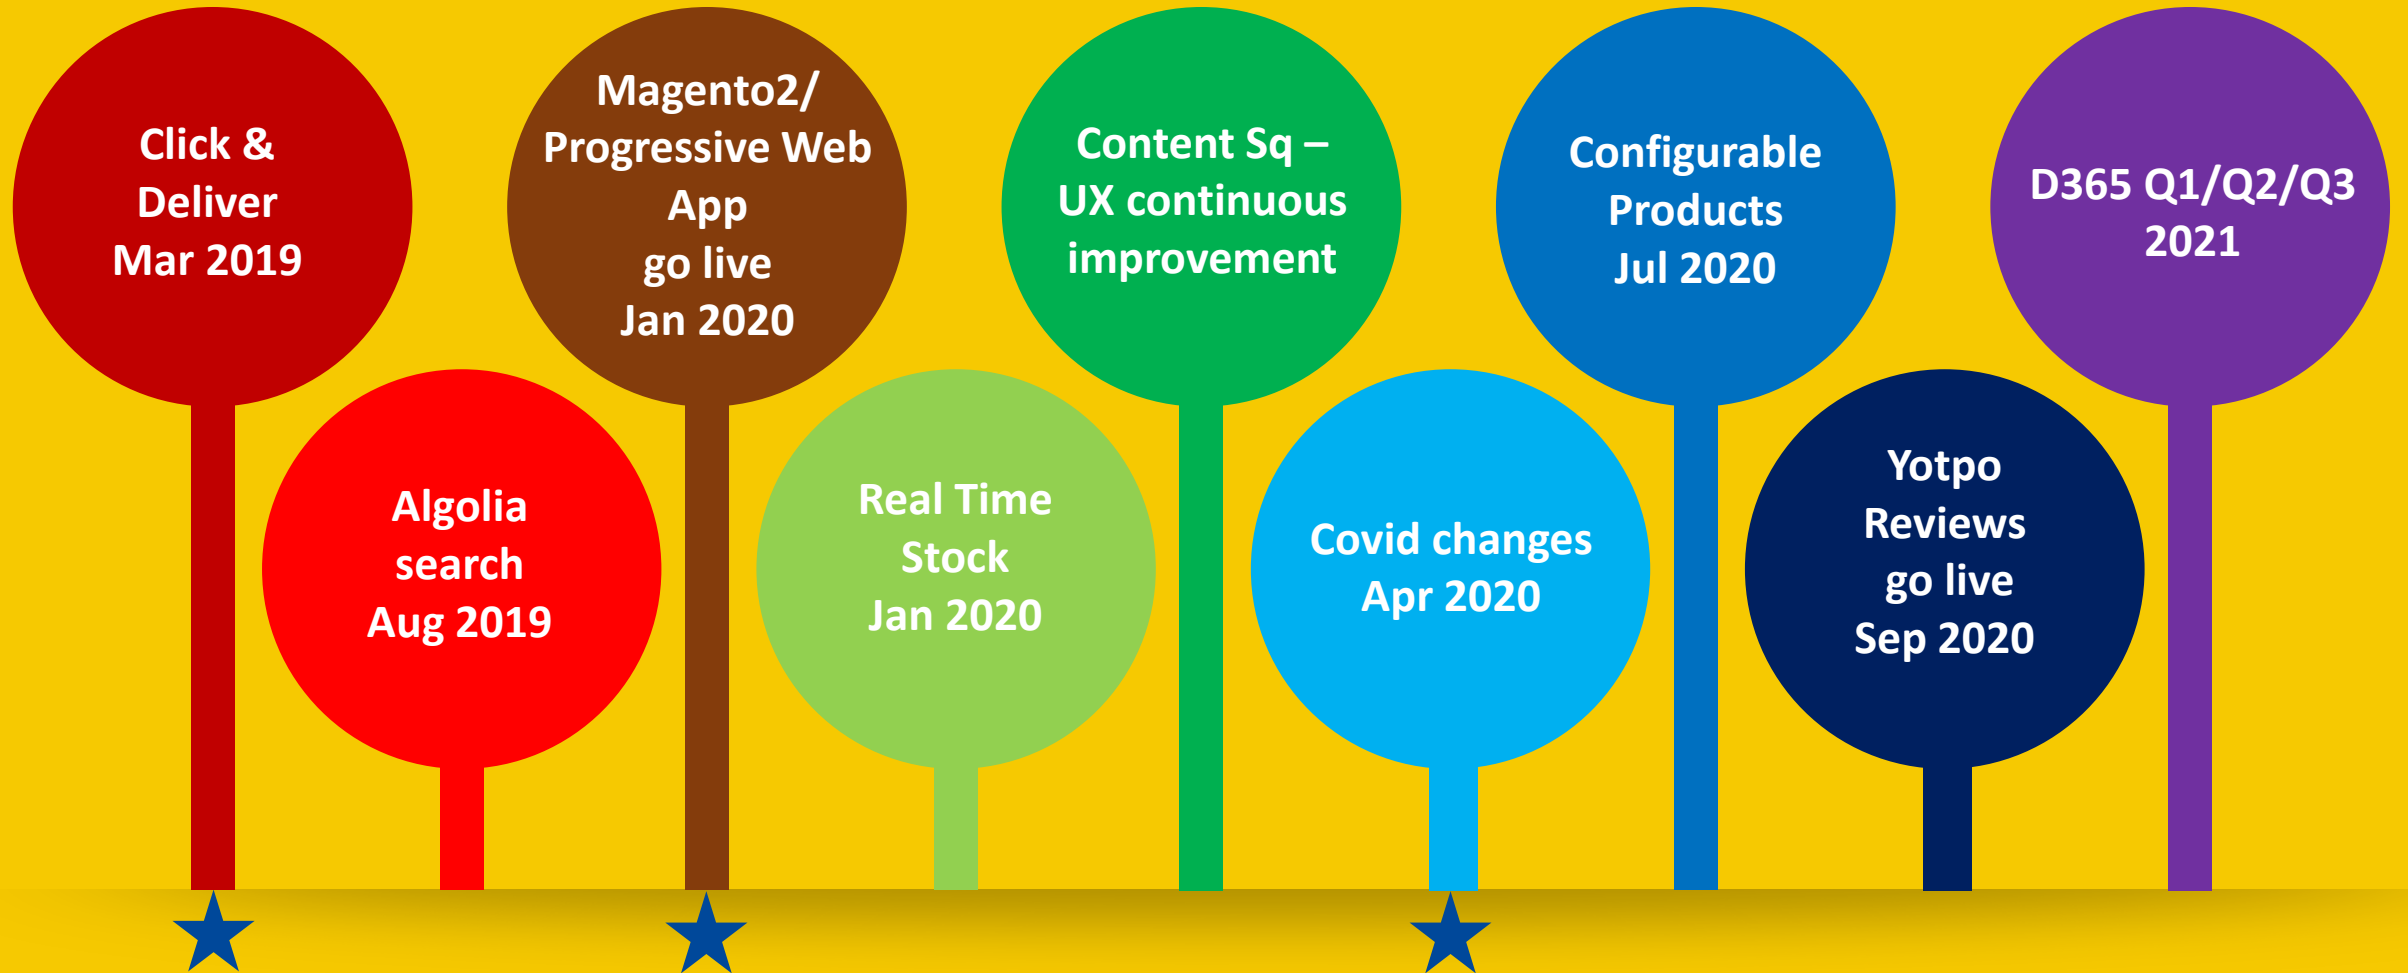 Click &
Deliver
Mar 2019
Algolia
search
Aug 2019
Magento2/
Progressive Web
App
go live
Jan 2020
Real Time
Stock
Jan 2020
Content Sq –
UX continuous
improvement
Covid changes
Apr 2020
Configurable
Products
Jul 2020
Yotpo
Reviews
go live
Sep 2020
D365 Q1/Q2/Q3
2021